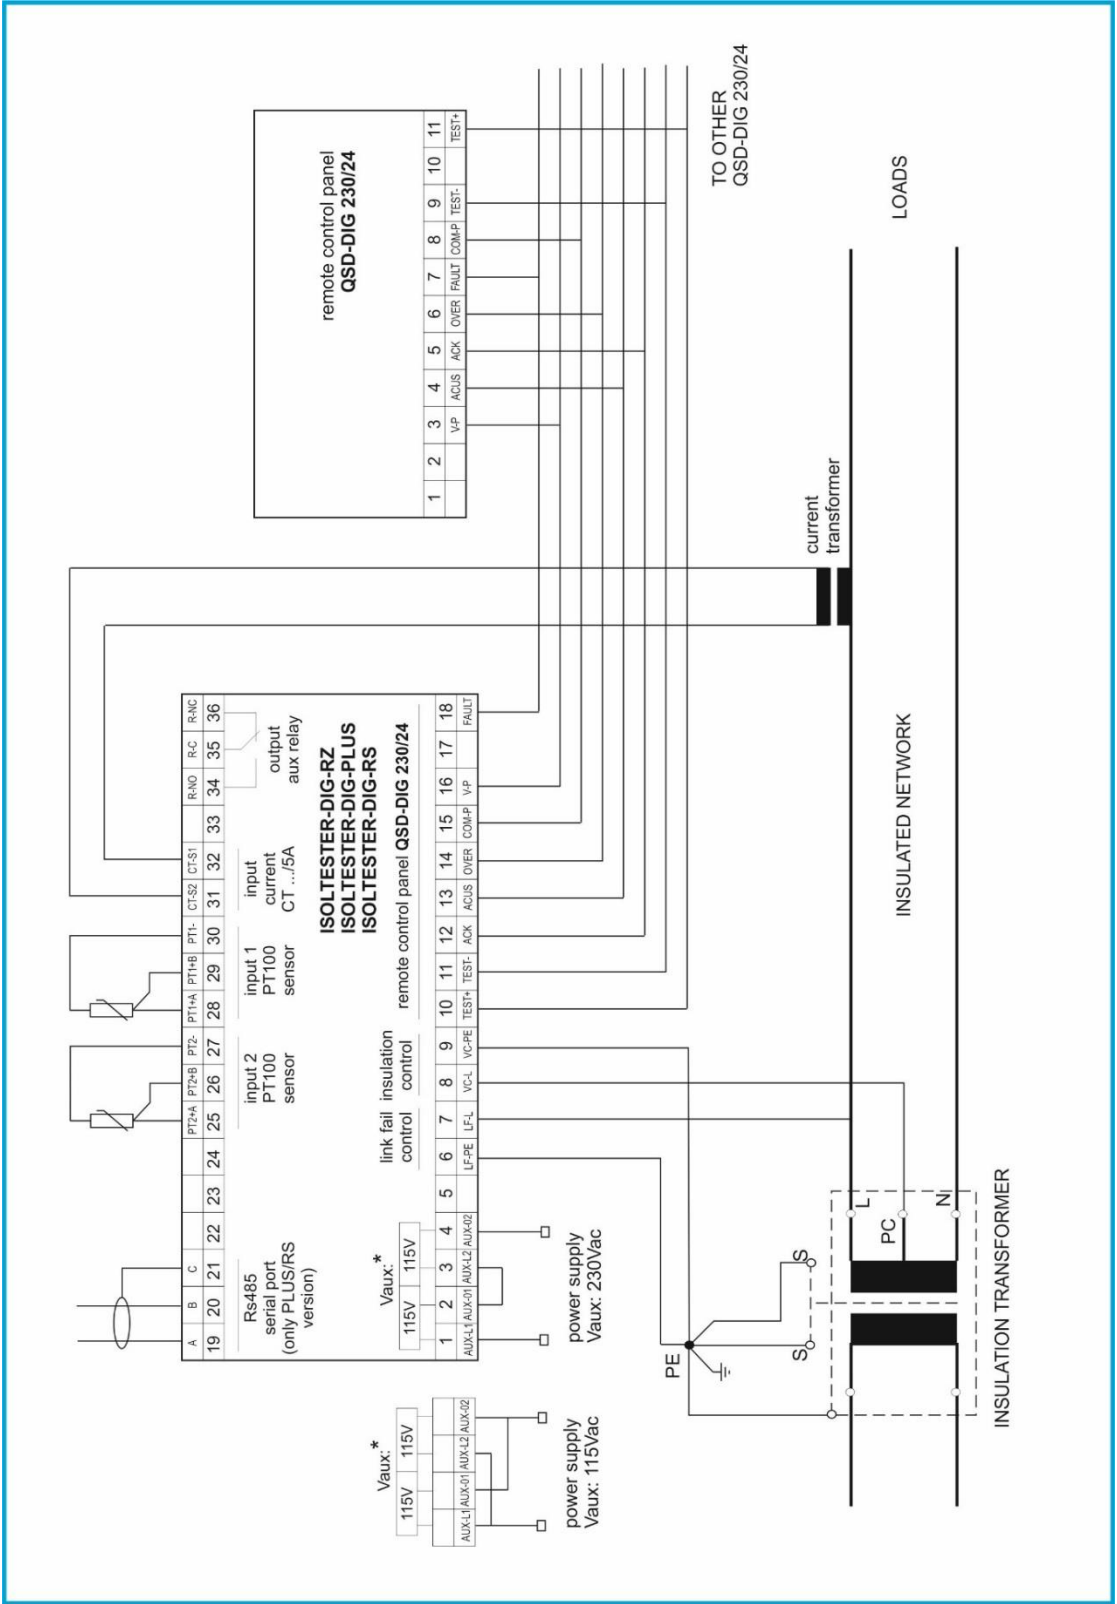 remote control panel
QSD-DIG 230/24
1 2 3 4 5 6 7 8 9 10 11
V-P ACUS ACK OVER FAULT COM-P TEST- TEST+
TO OTHER
QSD-DIG 230/24
A B C PT2+A PT2+B PT2- PT1+A PT1+B PT1- CT-S2 CT-S1 R-NO R-C R-NC
19 20 21 22 23 24 25 26 27 28 29 30 31 32 33 34 35 36
Rs485
serial port
(only PLUS/RS
version)
input 2
PT100
sensor
input 1
PT100
sensor
input
current
CT .../5A
output
aux relay
ISOLTESTER-DIG-RZ
ISOLTESTER-DIG-PLUS
ISOLTESTER-DIG-RS
Vaux:*
115V 115V
link fail
control
insulation
control
remote control panel QSD-DIG 230/24
1 2 3 4 5 6 7 8 9 10 11 12 13 14 15 16 17 18
AUX-L1 AUX-01 AUX-L2 AUX-02 LF-PE LF-L VC-L VC-PE TEST+ TEST- ACK ACUS OVER COM-P V-P FAULT
power supply
Vaux: 230Vac
Vaux:*
115V 115V
AUX-L1 AUX-01 AUX-L2 AUX-02
power supply
Vaux: 115Vac
current
transformer
LOADS
INSULATED NETWORK
PE
S S
L
PC
N
INSULATION TRANSFORMER